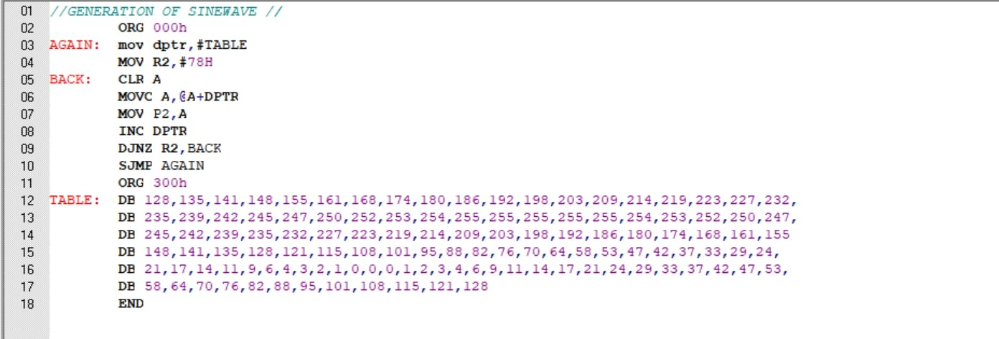 01 //GENERATION OF SINEWAVE //
02 ORG 000h
03 AGAIN: mov dptr,#TABLE
04 MOV R2,#78H
05 BACK: CLR A
06 MOVC A,@A+DPTR
07 MOV P2,A
08 INC DPTR
09 DJNZ R2,BACK
10 SJMP AGAIN
11 ORG 300h
12 TABLE: DB 128,135,141,148,155,161,168,174,180,186,192,198,203,209,214,219,223,227,232,
13 DB 235,239,242,245,247,250,252,253,254,255,255,255,255,255,254,253,252,250,247,
14 DB 245,242,239,235,232,227,223,219,214,209,203,198,192,186,180,174,168,161,155
15 DB 148,141,135,128,121,115,108,101,95,88,82,76,70,64,58,53,47,42,37,33,29,24,
16 DB 21,17,14,11,9,6,4,3,2,1,0,0,0,1,2,3,4,6,9,11,14,17,21,24,29,33,37,42,47,53,
17 DB 58,64,70,76,82,88,95,101,108,115,121,128
18 END